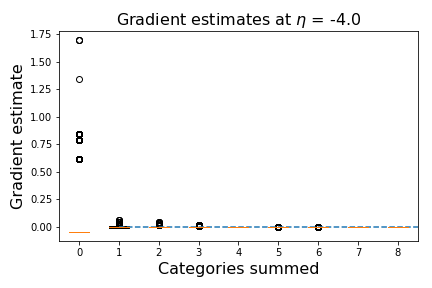 Gradient estimates at η = -4.0
Gradient estimate
1.75
1.50
1.25
1.00
0.75
0.50
0.25
0.00
0 1 2 3 4 5 6 7 8
Categories summed